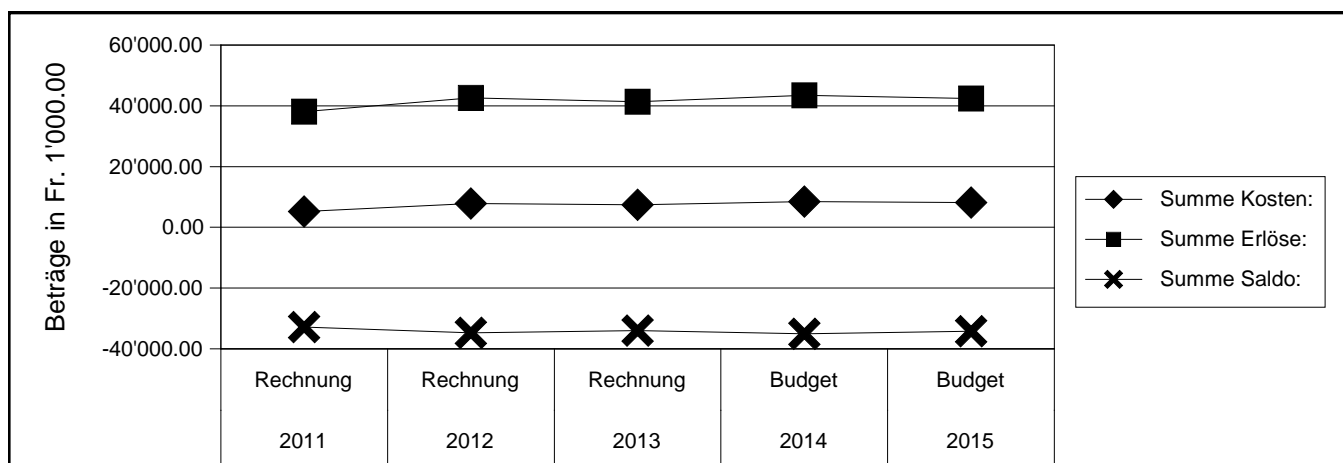 Beträge in Fr. 1'000.00
60'000.00
40'000.00
20'000.00
0.00
-20'000.00
-40'000.00
Rechnung Rechnung Rechnung Budget Budget
2011 2012 2013 2014 2015
Summe Kosten:
Summe Erlöse:
Summe Saldo: